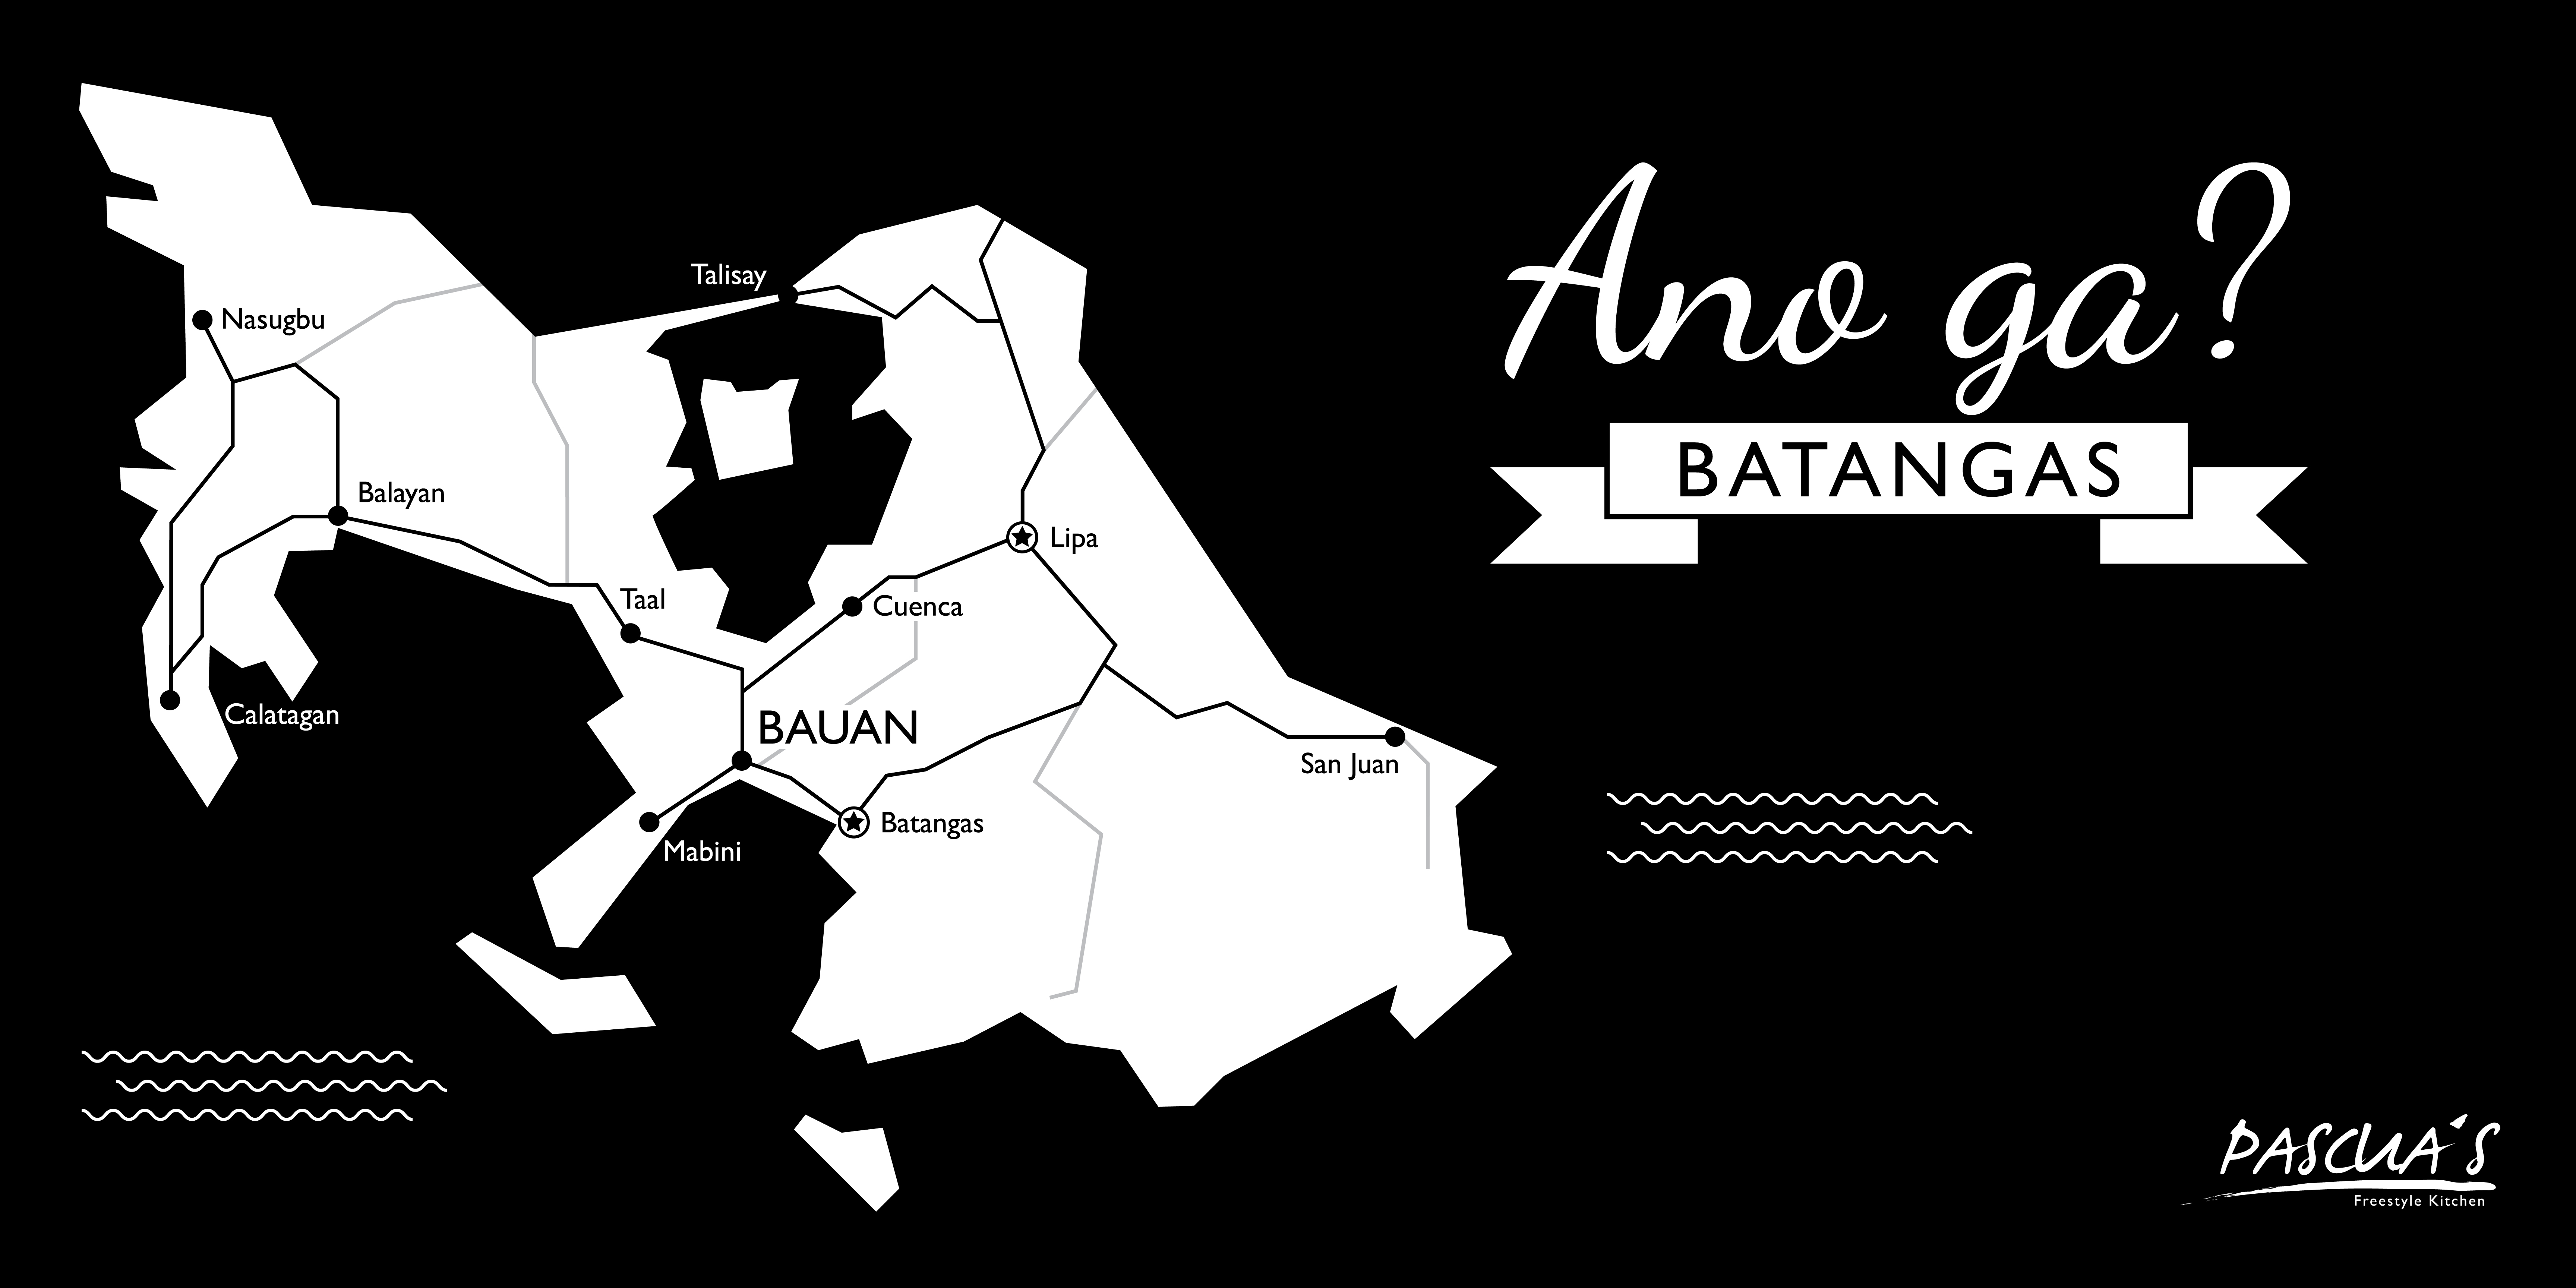 Ano ga?
BATANGAS
Talisay
Nasugbu
Balayan
Lipa
Taal
Cuenca
Calatagan
BAUAN
San Juan
Batangas
Mabini
PASCUA'S
Freestyle Kitchen